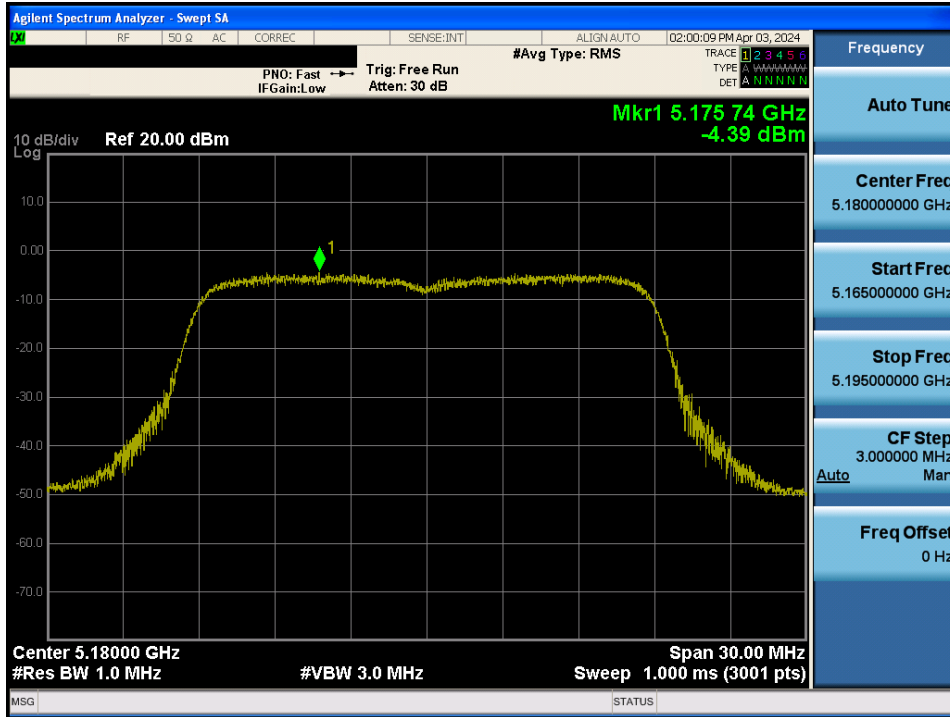 Agilent Spectrum Analyzer - Swept SA
LXI RF 50 Ω AC CORREC SENSE:INT ALIGN AUTO 02:00:09 PM Apr 03, 2024
#Avg Type: RMS
TRACE 1 2 3 4 5 6
TYPE A WWWWW
DET A N N N N N
PNO: Fast
IFGain:Low
Trig: Free Run
Atten: 30 dB
Mkr1 5.175 74 GHz
-4.39 dBm
10 dB/div
Log
Ref 20.00 dBm
10.0
0.00
-10.0
-20.0
-30.0
-40.0
-50.0
-60.0
-70.0
1
Center 5.18000 GHz
Span 30.00 MHz
#Res BW 1.0 MHz
#VBW 3.0 MHz
Sweep 1.000 ms (3001 pts)
MSG
STATUS
Frequency
Auto Tune
Center Freq
5.180000000 GHz
Start Freq
5.165000000 GHz
Stop Freq
5.195000000 GHz
CF Step
3.000000 MHz
Auto Man
Freq Offset
0 Hz